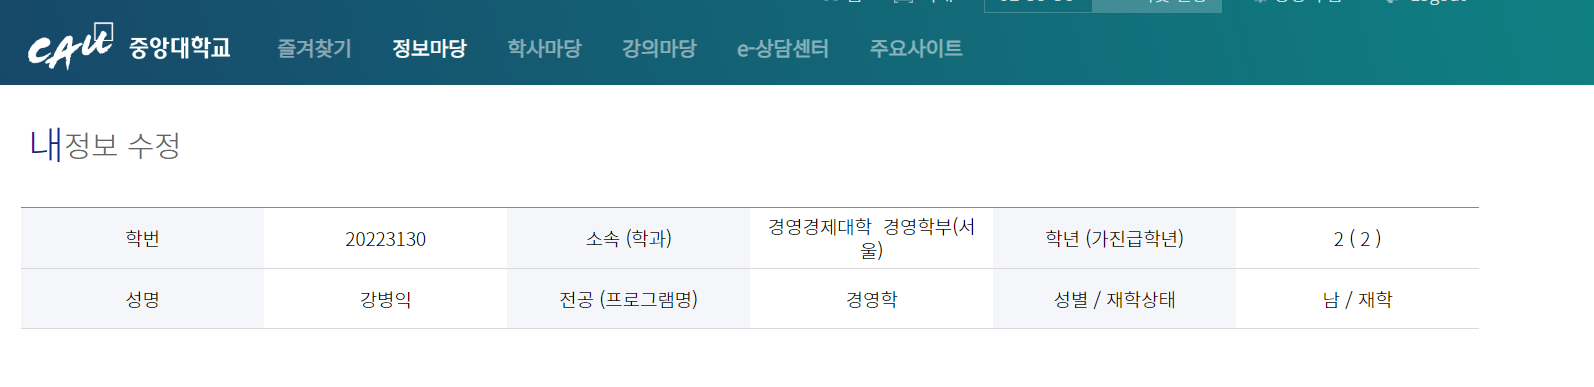 CAU 중앙대학교 즐겨찾기 정보마당 학사마당 강의마당 e-상담센터 주요사이트
내정보 수정
학번 20223130 소속 (학과) 경영경제대학 경영학부(서
울) 학년 (가진급학년) 2 ( 2 )
성명 강병익 전공 (프로그램명) 경영학 성별 / 재학상태 남 / 재학